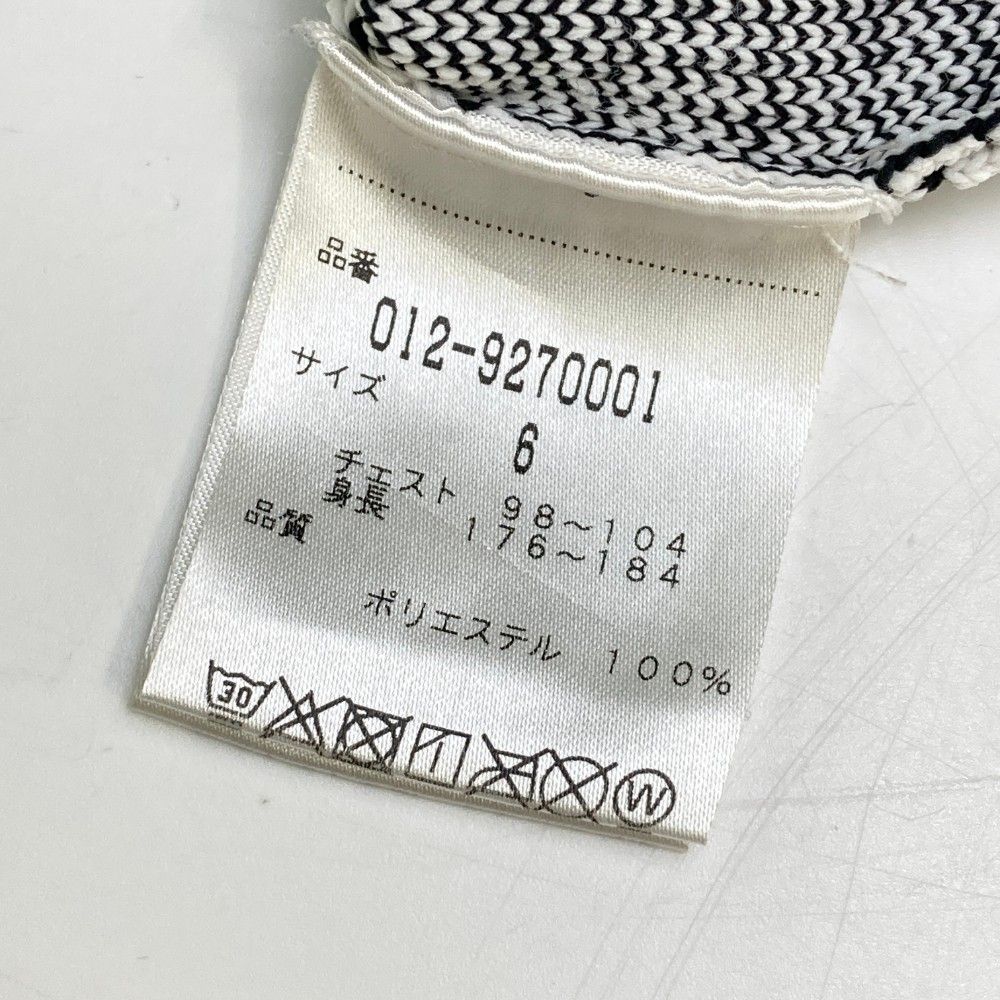 品番
012-9270001
サイズ
6
チェスト 98～104
身長 176～184
品質
ポリエステル 100%
30
W